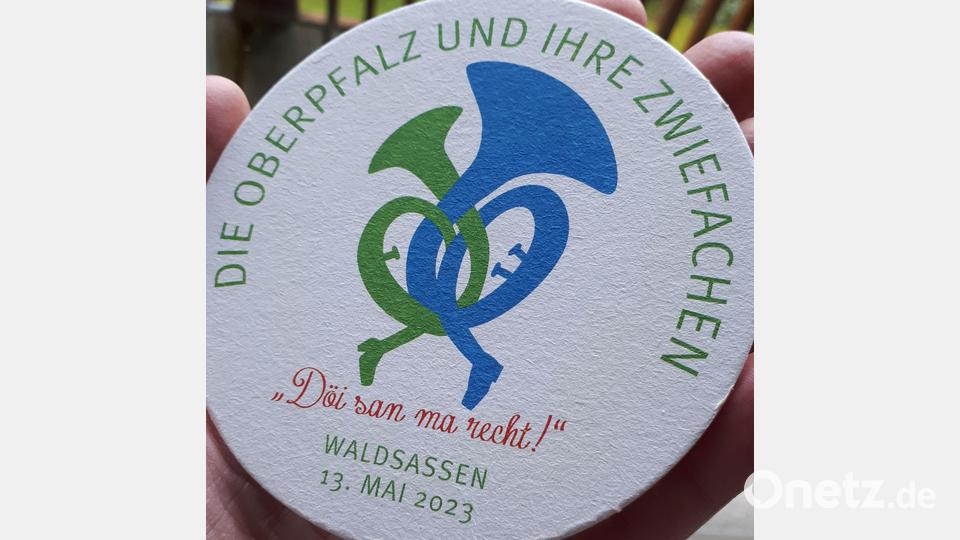 DIE OBERPFALZ UND IHRE ZWIEFACHEN
„Döi san ma recht!“
WALDSASSEN
13. MAI 2023
Onetz.de